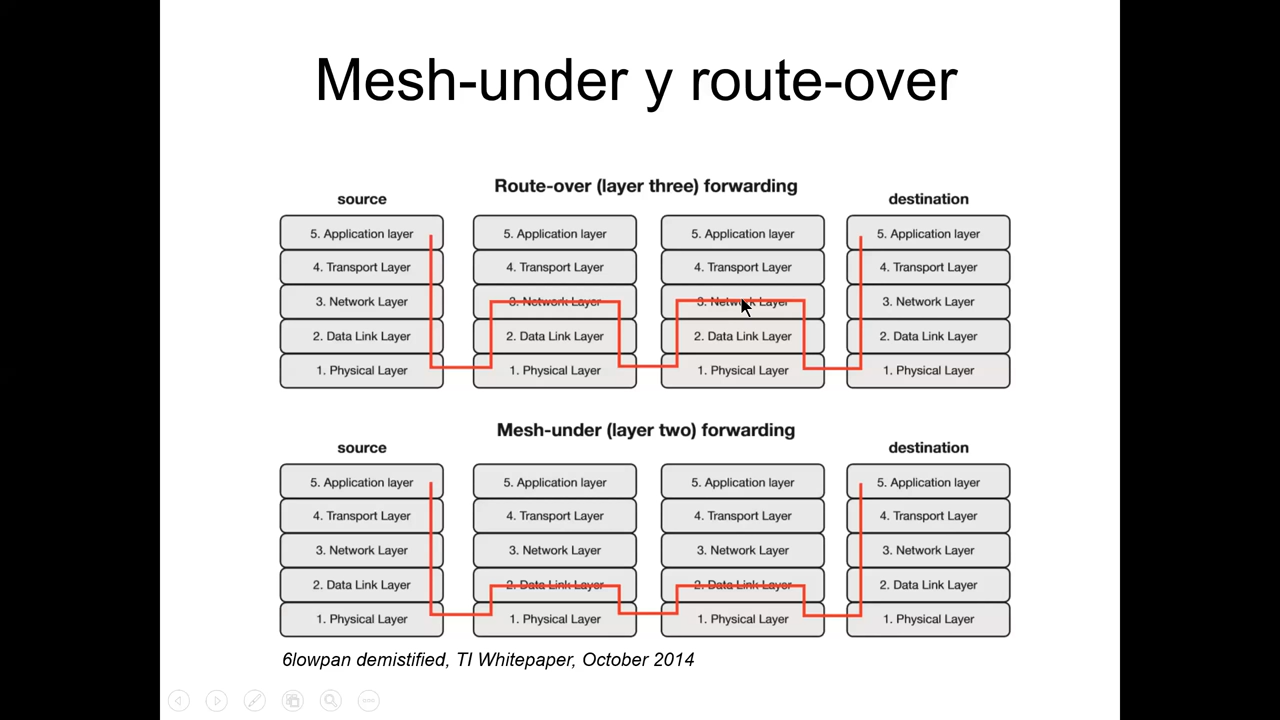 Mesh-under y route-over
Route-over (layer three) forwarding
source
destination
5. Application layer
5. Application layer
5. Application layer
5. Application layer
4. Transport Layer
4. Transport Layer
4. Transport Layer
4. Transport Layer
3. Network Layer
3. Network Layer
3. Network Layer
3. Network Layer
2. Data Link Layer
2. Data Link Layer
2. Data Link Layer
2. Data Link Layer
1. Physical Layer
1. Physical Layer
1. Physical Layer
1. Physical Layer
Mesh-under (layer two) forwarding
source
destination
5. Application layer
5. Application layer
5. Application layer
5. Application layer
4. Transport Layer
4. Transport Layer
4. Transport Layer
4. Transport Layer
3. Network Layer
3. Network Layer
3. Network Layer
3. Network Layer
2. Data Link Layer
2. Data Link Layer
2. Data Link Layer
2. Data Link Layer
1. Physical Layer
1. Physical Layer
1. Physical Layer
1. Physical Layer
6lowpan demistified, TI Whitepaper, October 2014